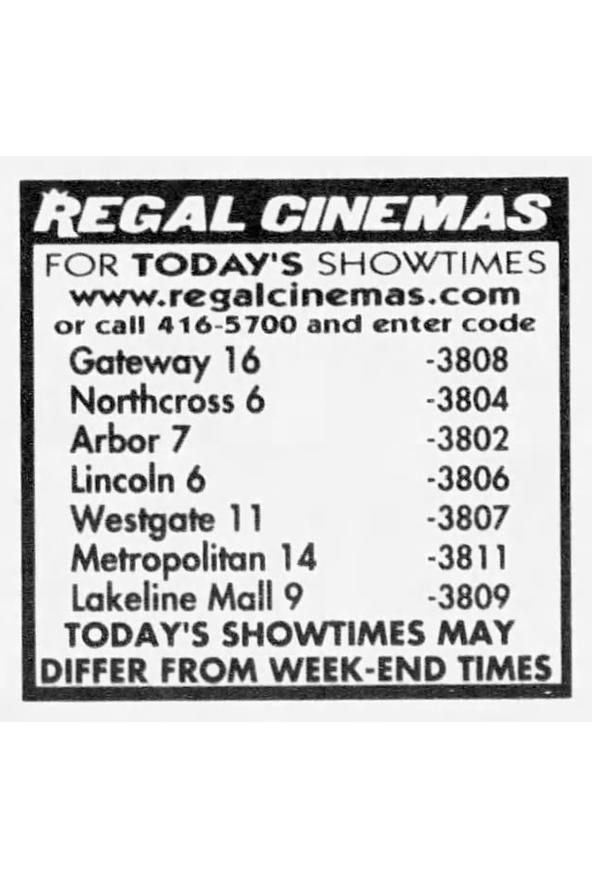 REGAL CINEMAS
FOR TODAY'S SHOWTIMES
www.regalcinemas.com
or call 416-5700 and enter code
Gateway 16 -3808
Northcross 6 -3804
Arbor 7 -3802
Lincoln 6 -3806
Westgate 11 -3807
Metropolitan 14 -3811
Lakeline Mall 9 -3809
TODAY'S SHOWTIMES MAY
DIFFER FROM WEEK-END TIMES